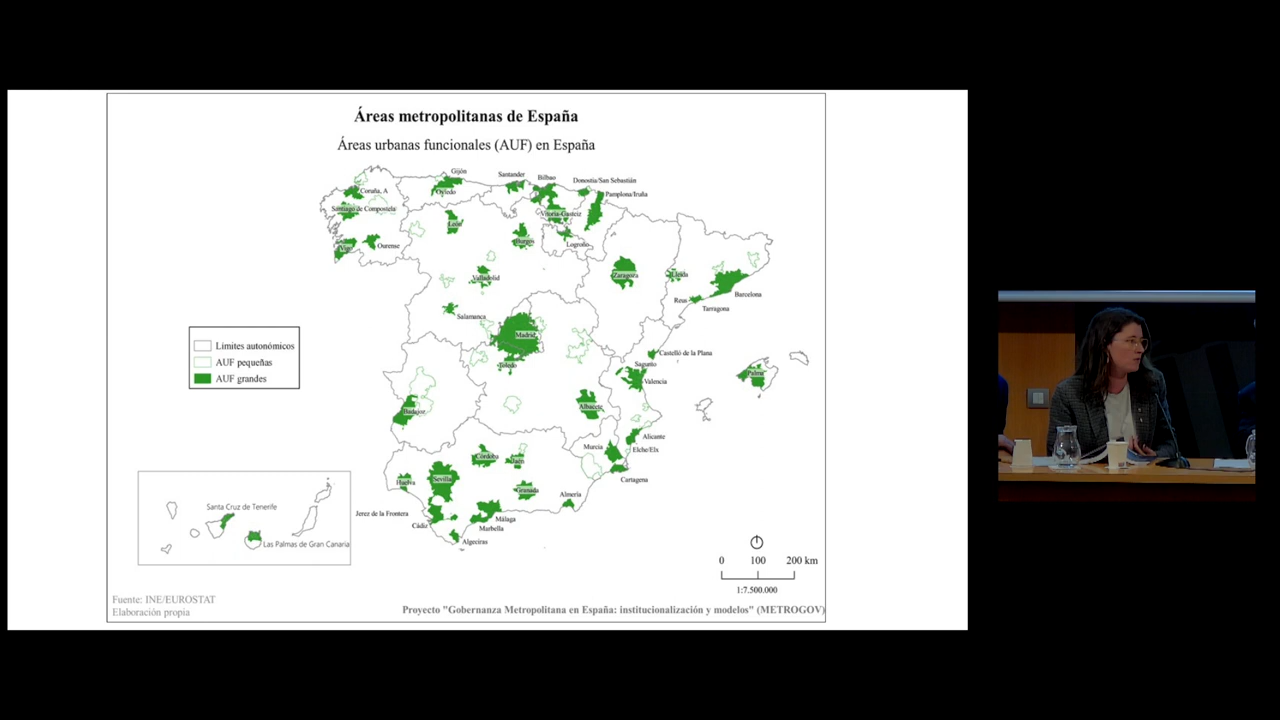 Áreas metropolitanas de España
Áreas urbanas funcionales (AUF) en España
Gijón
Santander
Bilbao
Donostia/San Sebastián
Coruña, A
Oviedo
Pamplona/Iruña
Santiago de Compostela
Vitoria-Gasteiz
León
Vigo
Ourense
Burgos
Logroño
Valladolid
Zaragoza
Lleida
Barcelona
Reus
Tarragona
Salamanca
Madrid
Toledo
Castelló de la Plana
Sagunto
Valencia
Palma
Límites autonómicos
AUF pequeñas
AUF grandes
Badajoz
Albacete
Alicante
Elche/Elx
Murcia
Cartagena
Córdoba
Jaén
Huelva
Sevilla
Granada
Almería
Jerez de la Frontera
Cádiz
Málaga
Marbella
Algeciras
Santa Cruz de Tenerife
Las Palmas de Gran Canaria
0 100 200 km
1:7.500.000
Fuente: INE/EUROSTAT
Elaboración propia
Proyecto "Gobernanza Metropolitana en España: institucionalización y modelos" (METROGOV)